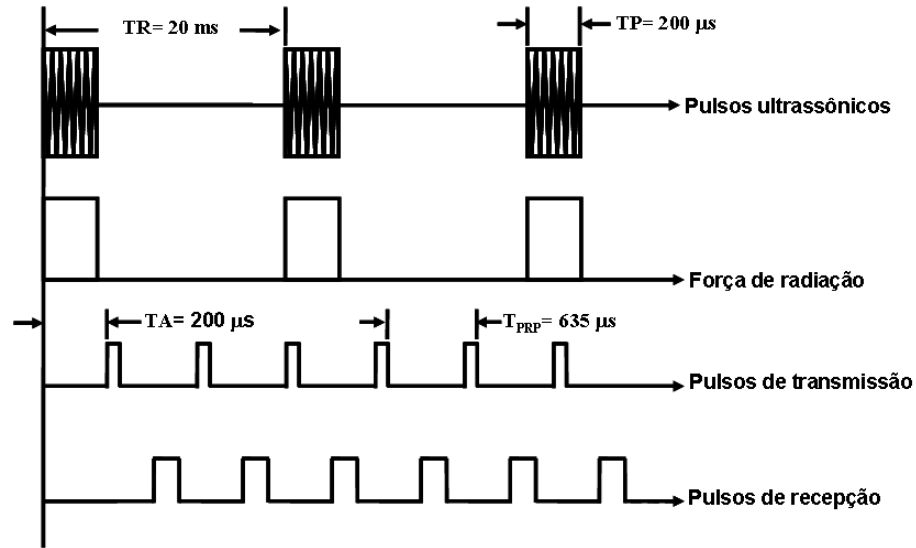 TR= 20 ms
TP= 200 µs
Pulsos ultrassônicos
Força de radiação
TA= 200 µs
TPRP= 635 µs
Pulsos de transmissão
Pulsos de recepção